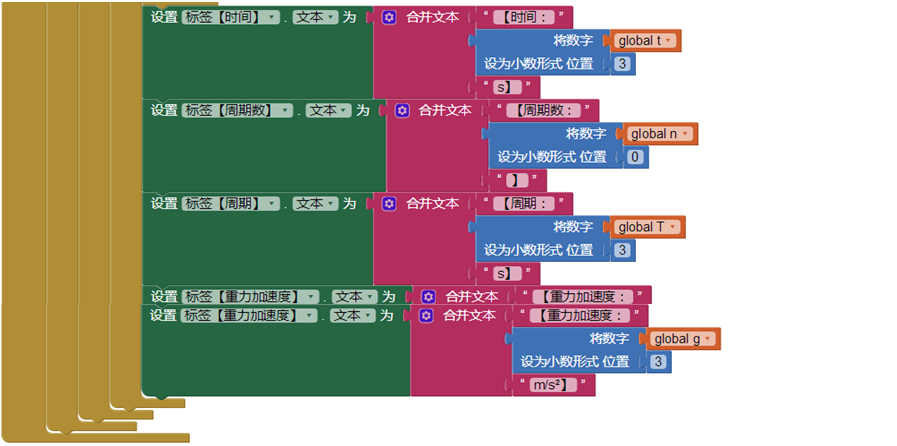 设置 标签【时间】 . 文本 为 合并文本 “ 【时间： ”
将数字 global t
设为小数形式 位置 3
“ s】 ”
设置 标签【周期数】 . 文本 为 合并文本 “ 【周期数： ”
将数字 global n
设为小数形式 位置 0
“ 】 ”
设置 标签【周期】 . 文本 为 合并文本 “ 【周期： ”
将数字 global T
设为小数形式 位置 3
“ s】 ”
设置 标签【重力加速度】 . 文本 为 合并文本 “ 【重力加速度：
设置 标签【重力加速度】 . 文本 为 合并文本 “ 【重力加速度： ”
将数字 global g
设为小数形式 位置 3
“ m/s²】 ”